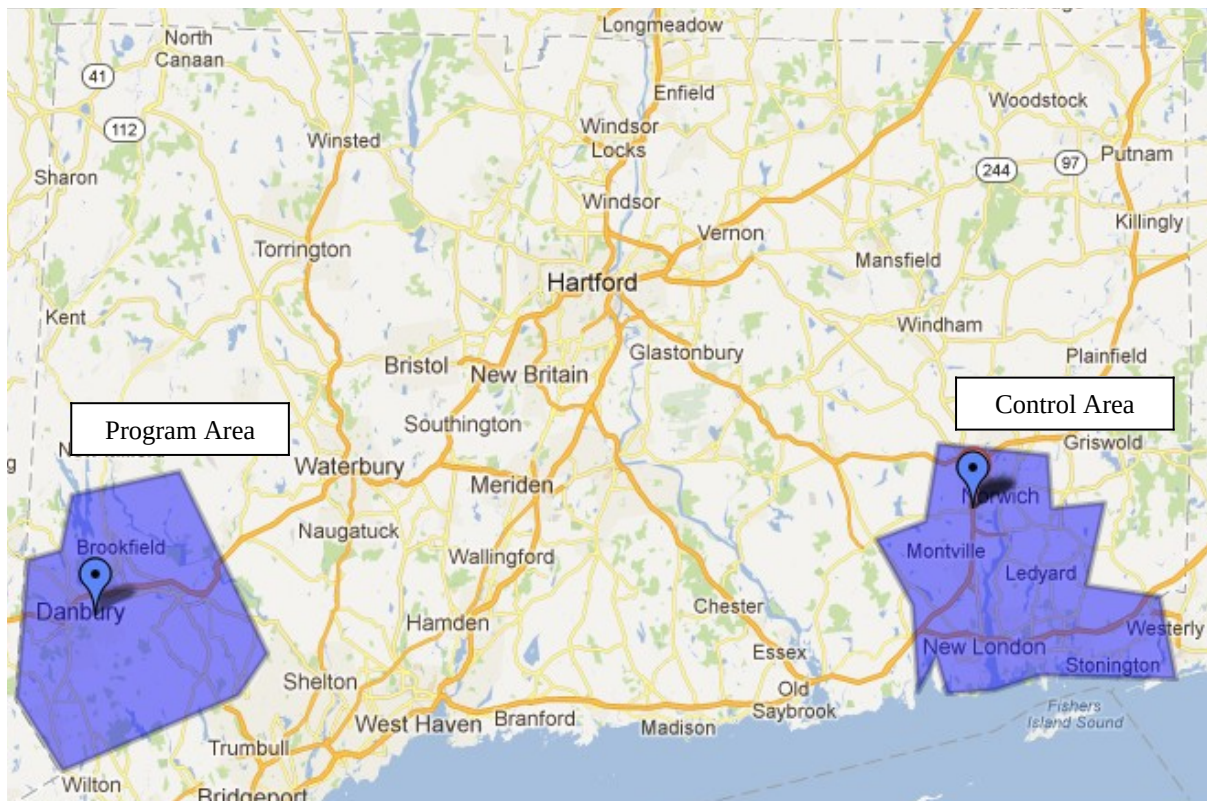 Longmeadow
North
Canaan
41
Enfield
Woodstock
112
Windsor
Locks
Winsted
97
Putnam
244
Sharon
Windsor
Killingly
Vernon
Torrington
Mansfield
Hartford
Kent
Windham
Glastonbury
Plainfield
Bristol
New Britain
Control Area
Program Area
Southington
Griswold
Waterbury
Meriden
Norwich
Naugatuck
Brookfield
Wallingford
Montville
Ledyard
Danbury
Chester
Hamden
Westerly
New London
Essex
Stonington
Shelton
Old
Saybrook
West Haven
Branford
Madison
Fishers
Island Sound
Trumbull
Wilton
Bridgeport